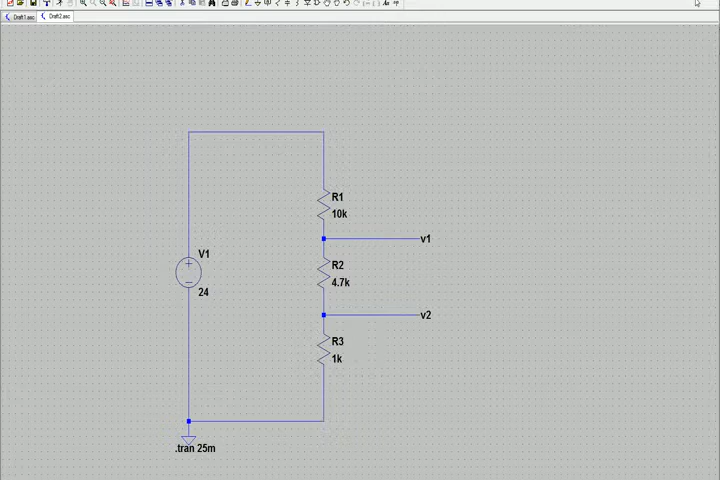 Draft1.asc
Draft2.asc
R1
10k
v1
V1
R2
4.7k
24
v2
R3
1k
.tran 25m